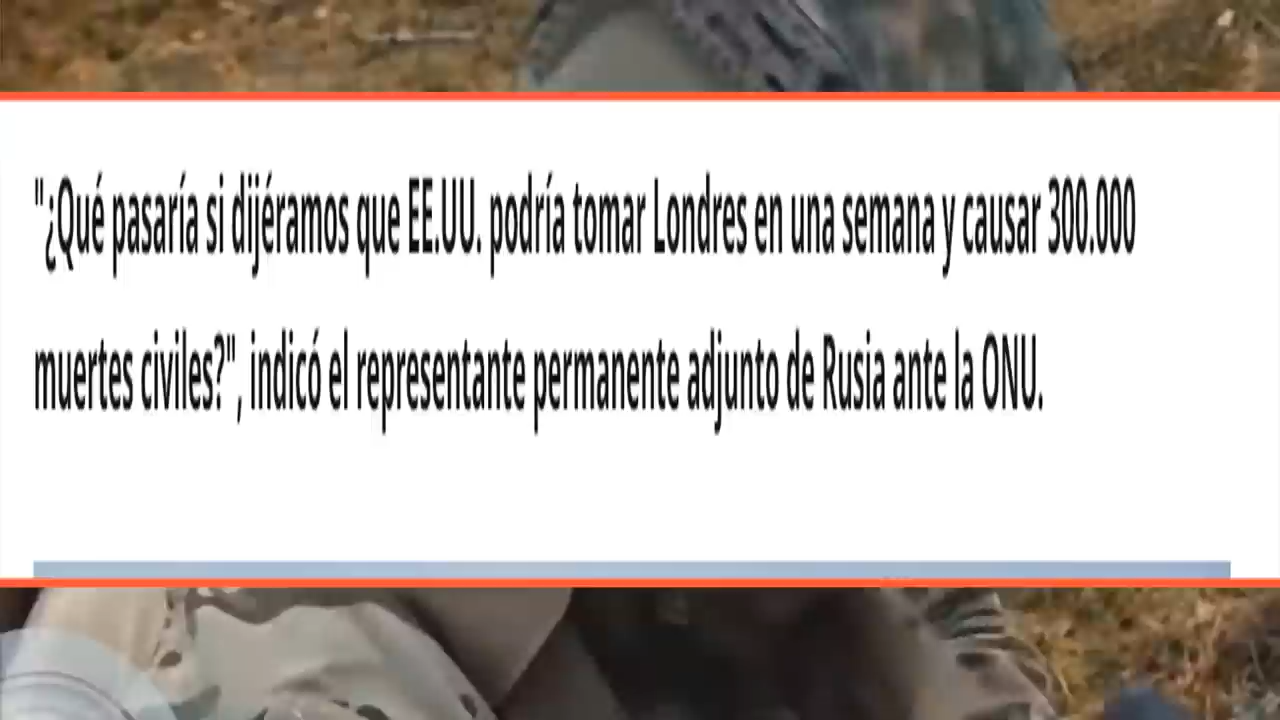 "¿Qué pasaría si dijéramos que EE.UU. podría tomar Londres en una semana y causar 300.000
muertes civiles?", indicó el representante permanente adjunto de Rusia ante la ONU.